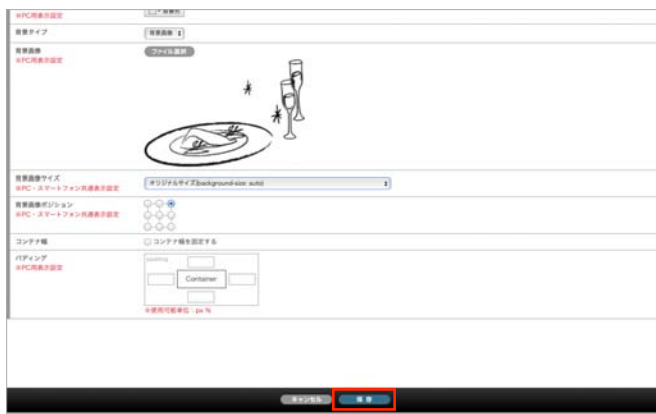 ※PC用表示設定
背景タイプ
背景画像
背景画像
※PC用表示設定
ファイル選択
背景画像サイズ
※PC・スマートフォン共通表示設定
オリジナルサイズ(background-size: auto)
背景画像ポジション
※PC・スマートフォン共通表示設定
コンテナ幅
コンテナ幅を固定する
パディング
※PC用表示設定
padding
Container
※使用可能単位：px %
キャンセル
保存